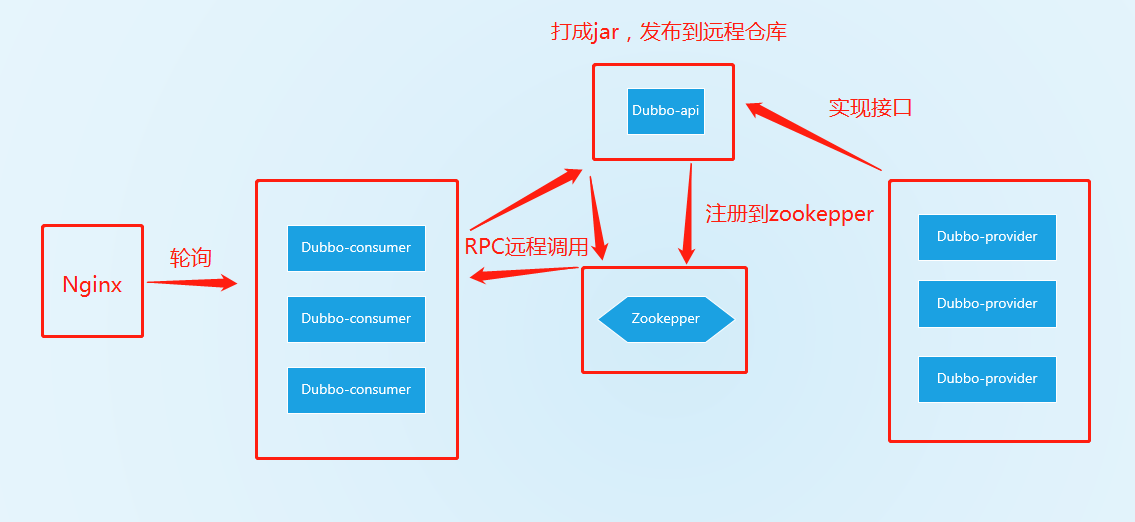 打成jar，发布到远程仓库
Dubbo-api
实现接口
注册到zookepper
RPC远程调用
轮询
Nginx
Dubbo-consumer
Dubbo-consumer
Dubbo-consumer
Zookepper
Dubbo-provider
Dubbo-provider
Dubbo-provider